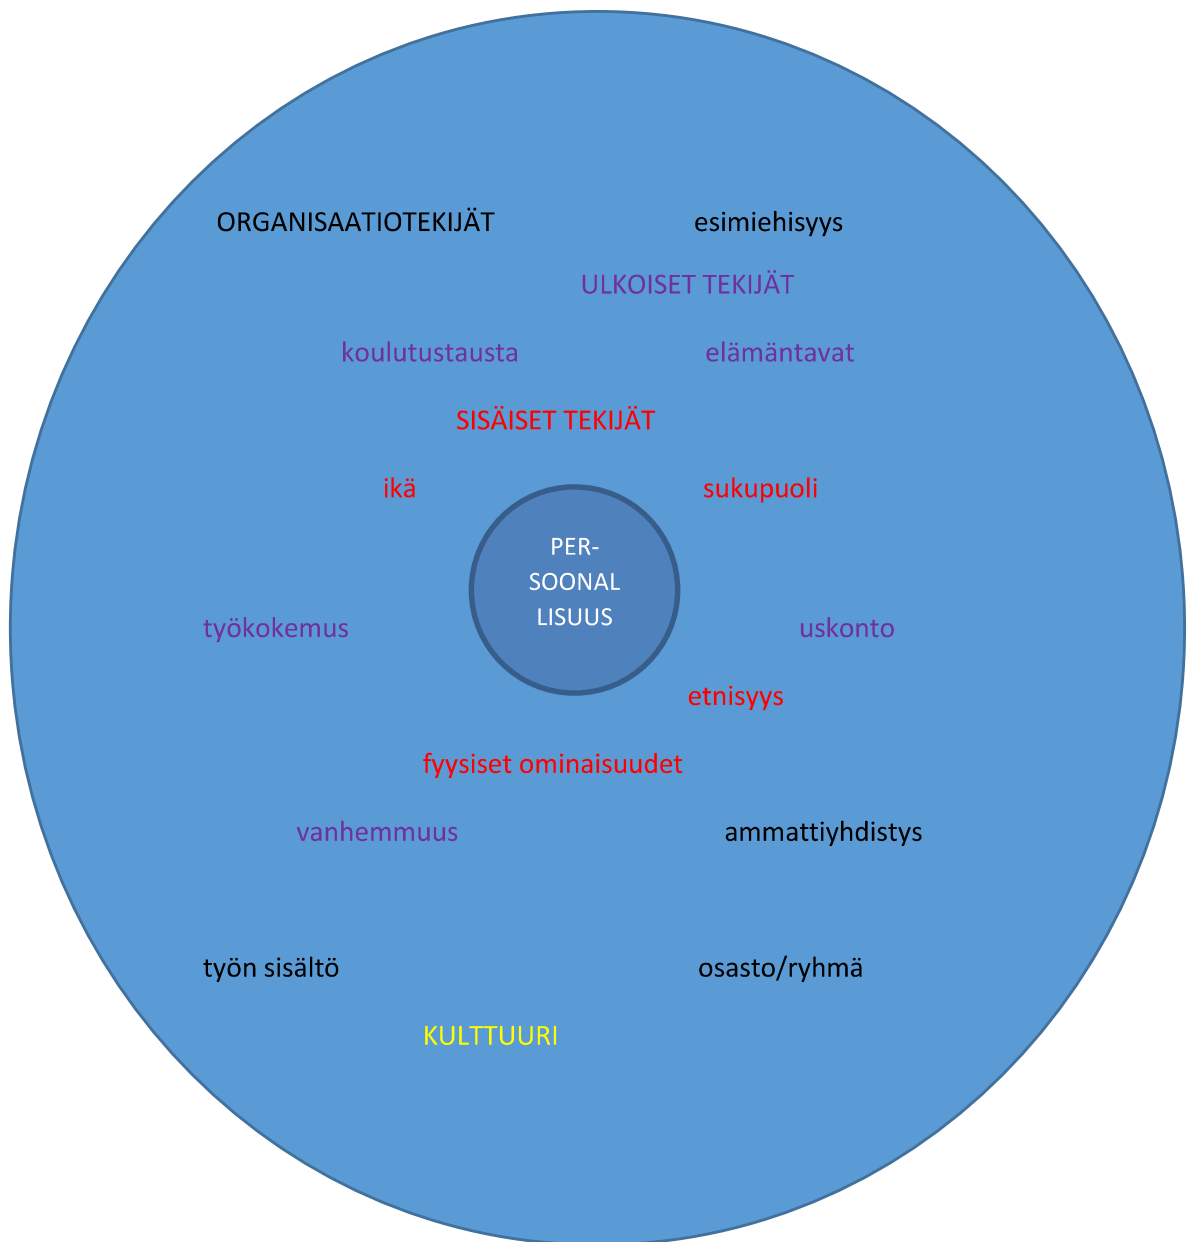 ORGANISAATIOTEKIJÄT esimiehisyys
ULKOISET TEKIJÄT
koulutustausta elämäntavat
SISÄISET TEKIJÄT
ikä sukupuoli
PER-
SOONAL
LISUUS
työkokemus uskonto
etnisyys
fyysiset ominaisuudet
vanhemmuus ammattiyhdistys
työn sisältö osasto/ryhmä
KULTTUURI